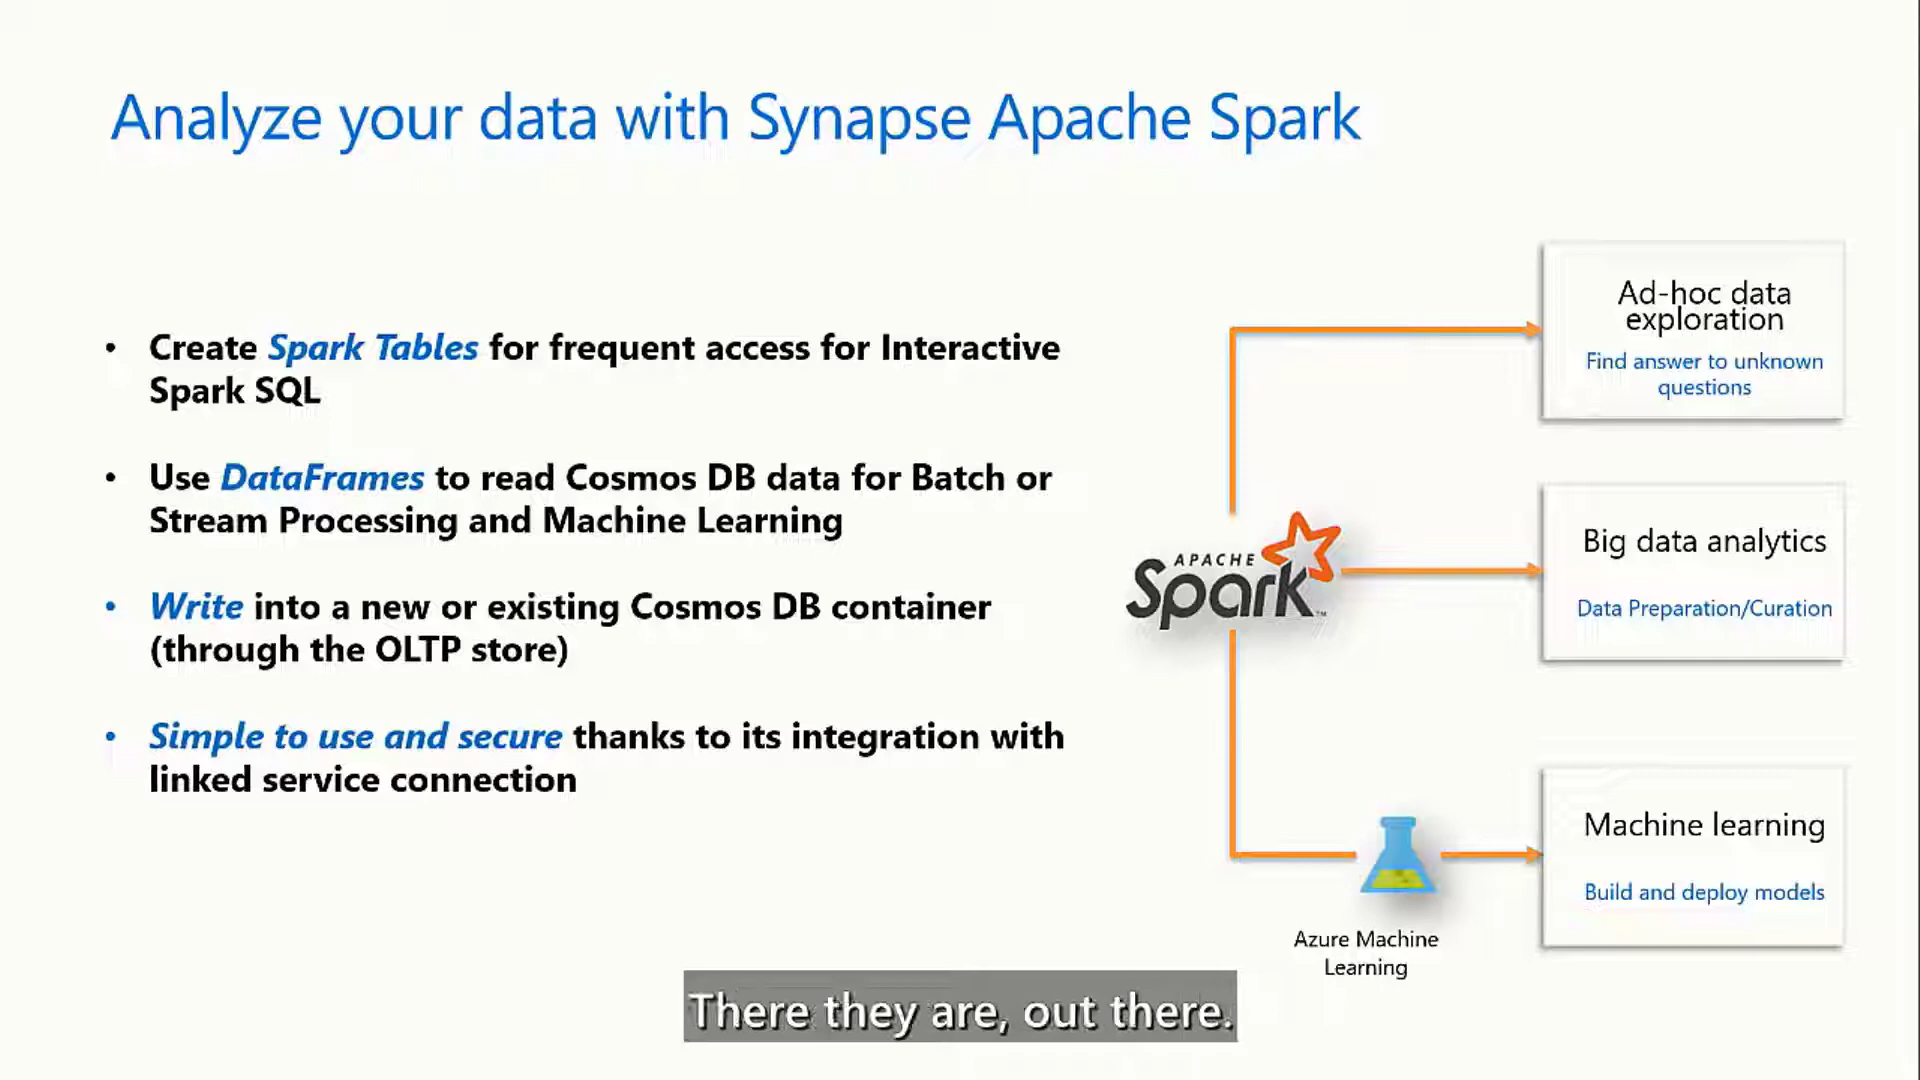 Analyze your data with Synapse Apache Spark
• Create Spark Tables for frequent access for Interactive
Spark SQL
• Use DataFrames to read Cosmos DB data for Batch or
Stream Processing and Machine Learning
• Write into a new or existing Cosmos DB container
(through the OLTP store)
• Simple to use and secure thanks to its integration with
linked service connection
APACHE
Spark™
Ad-hoc data
exploration
Find answer to unknown
questions
Big data analytics
Data Preparation/Curation
Machine learning
Build and deploy models
Azure Machine
Learning
There they are, out there.